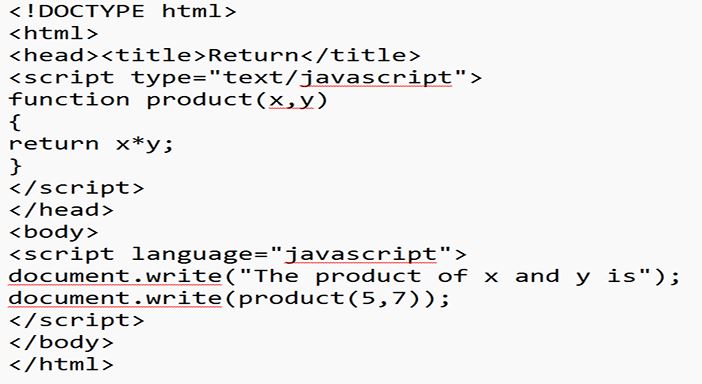 <!DOCTYPE html>
<html>
<head><title>Return</title>
<script type="text/javascript">
function product(x,y)
{
return x*y;
}
</script>
</head>
<body>
<script language="javascript">
document.write("The product of x and y is");
document.write(product(5,7));
</script>
</body>
</html>